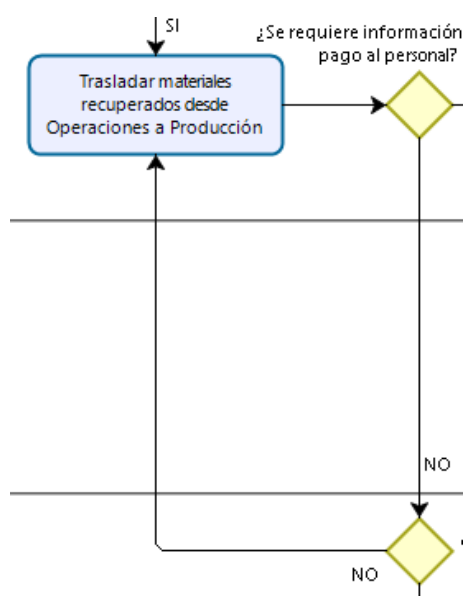 SI
¿Se requiere información
pago al personal?
Trasladar materiales
recuperados desde
Operaciones a Producción
NO
NO